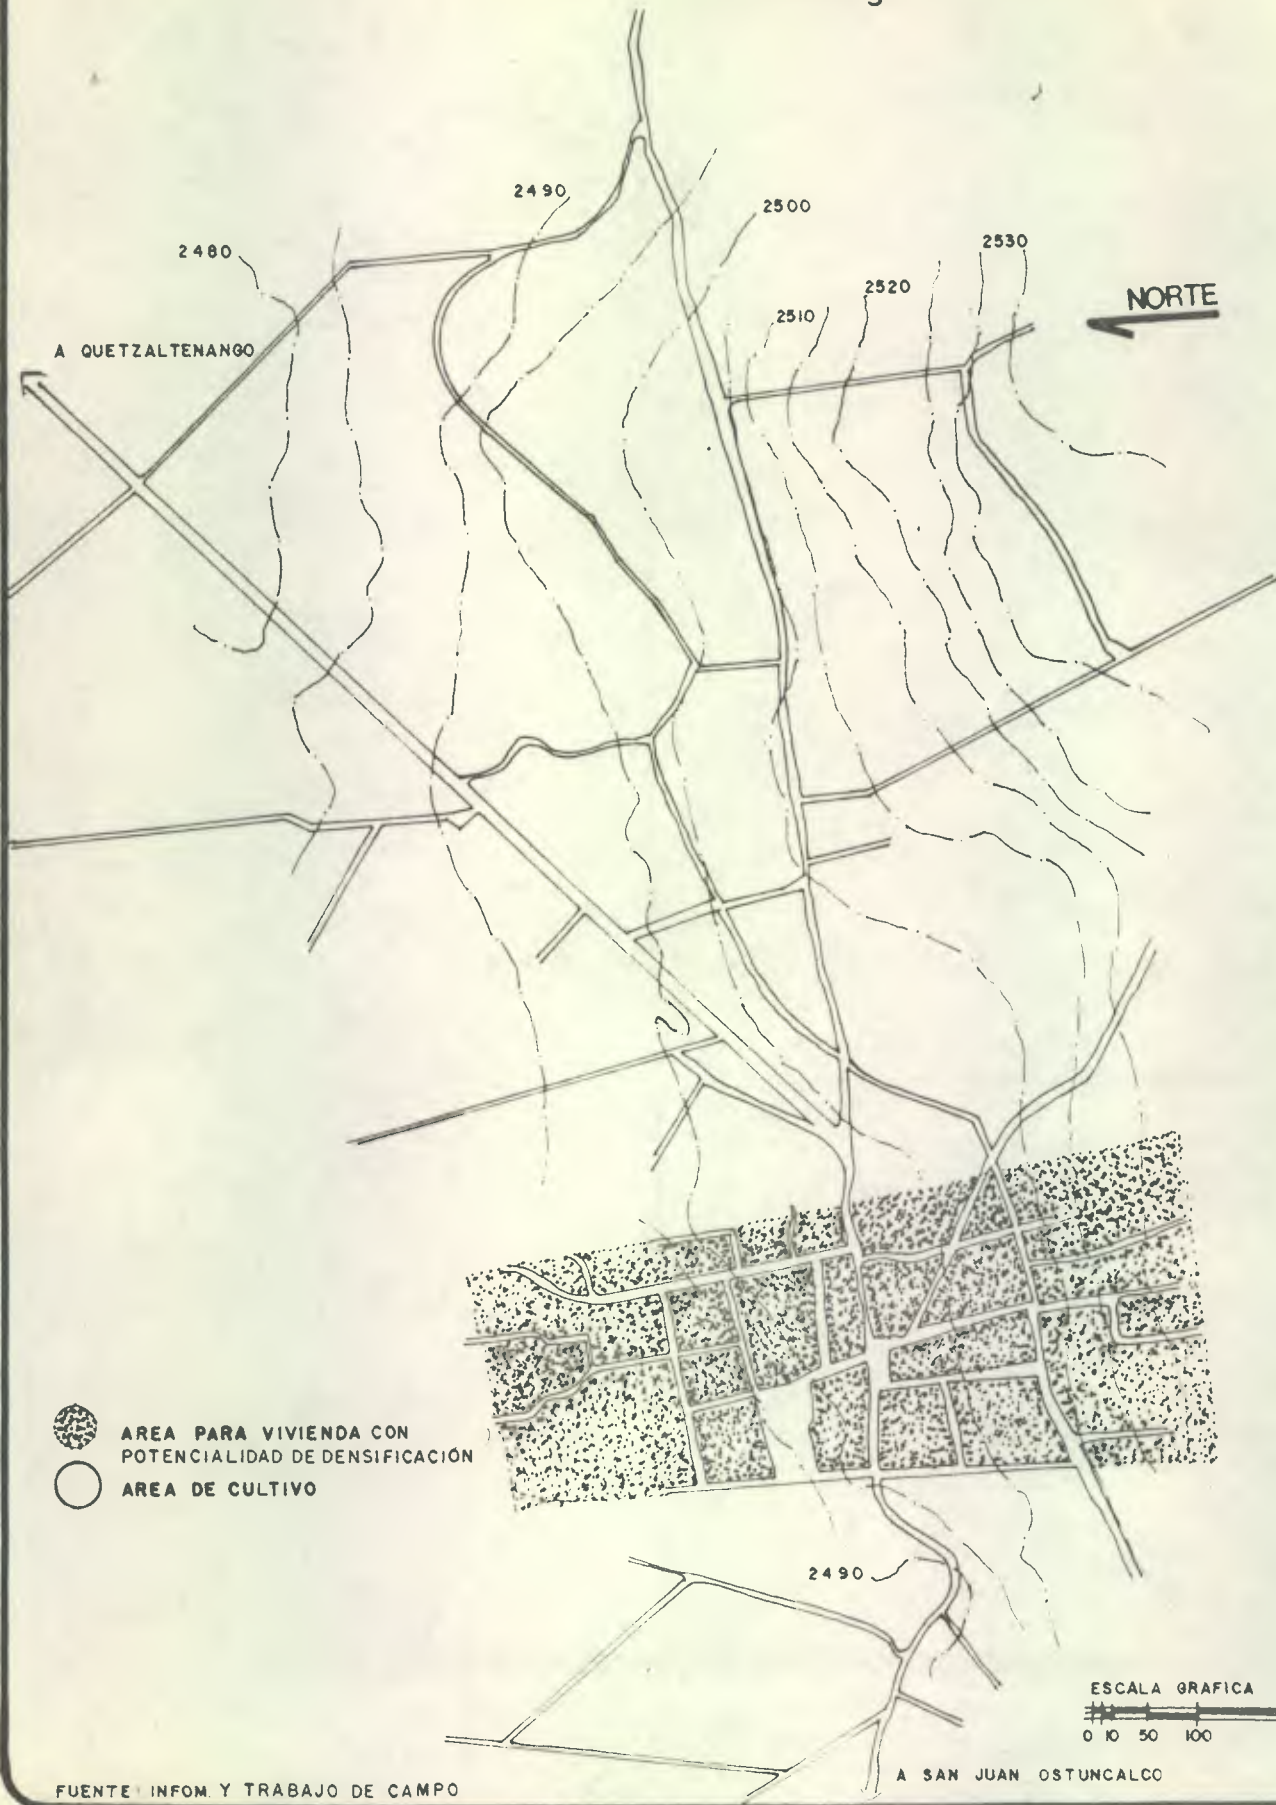 2490
2500
2480
2530
2520
NORTE
2510
A QUETZALTENANGO
AREA PARA VIVIENDA CON
POTENCIALIDAD DE DENSIFICACIÓN
AREA DE CULTIVO
2490
ESCALA GRAFICA
0 10 50 100
A SAN JUAN OSTUNCALCO
FUENTE INFOM. Y TRABAJO DE CAMPO